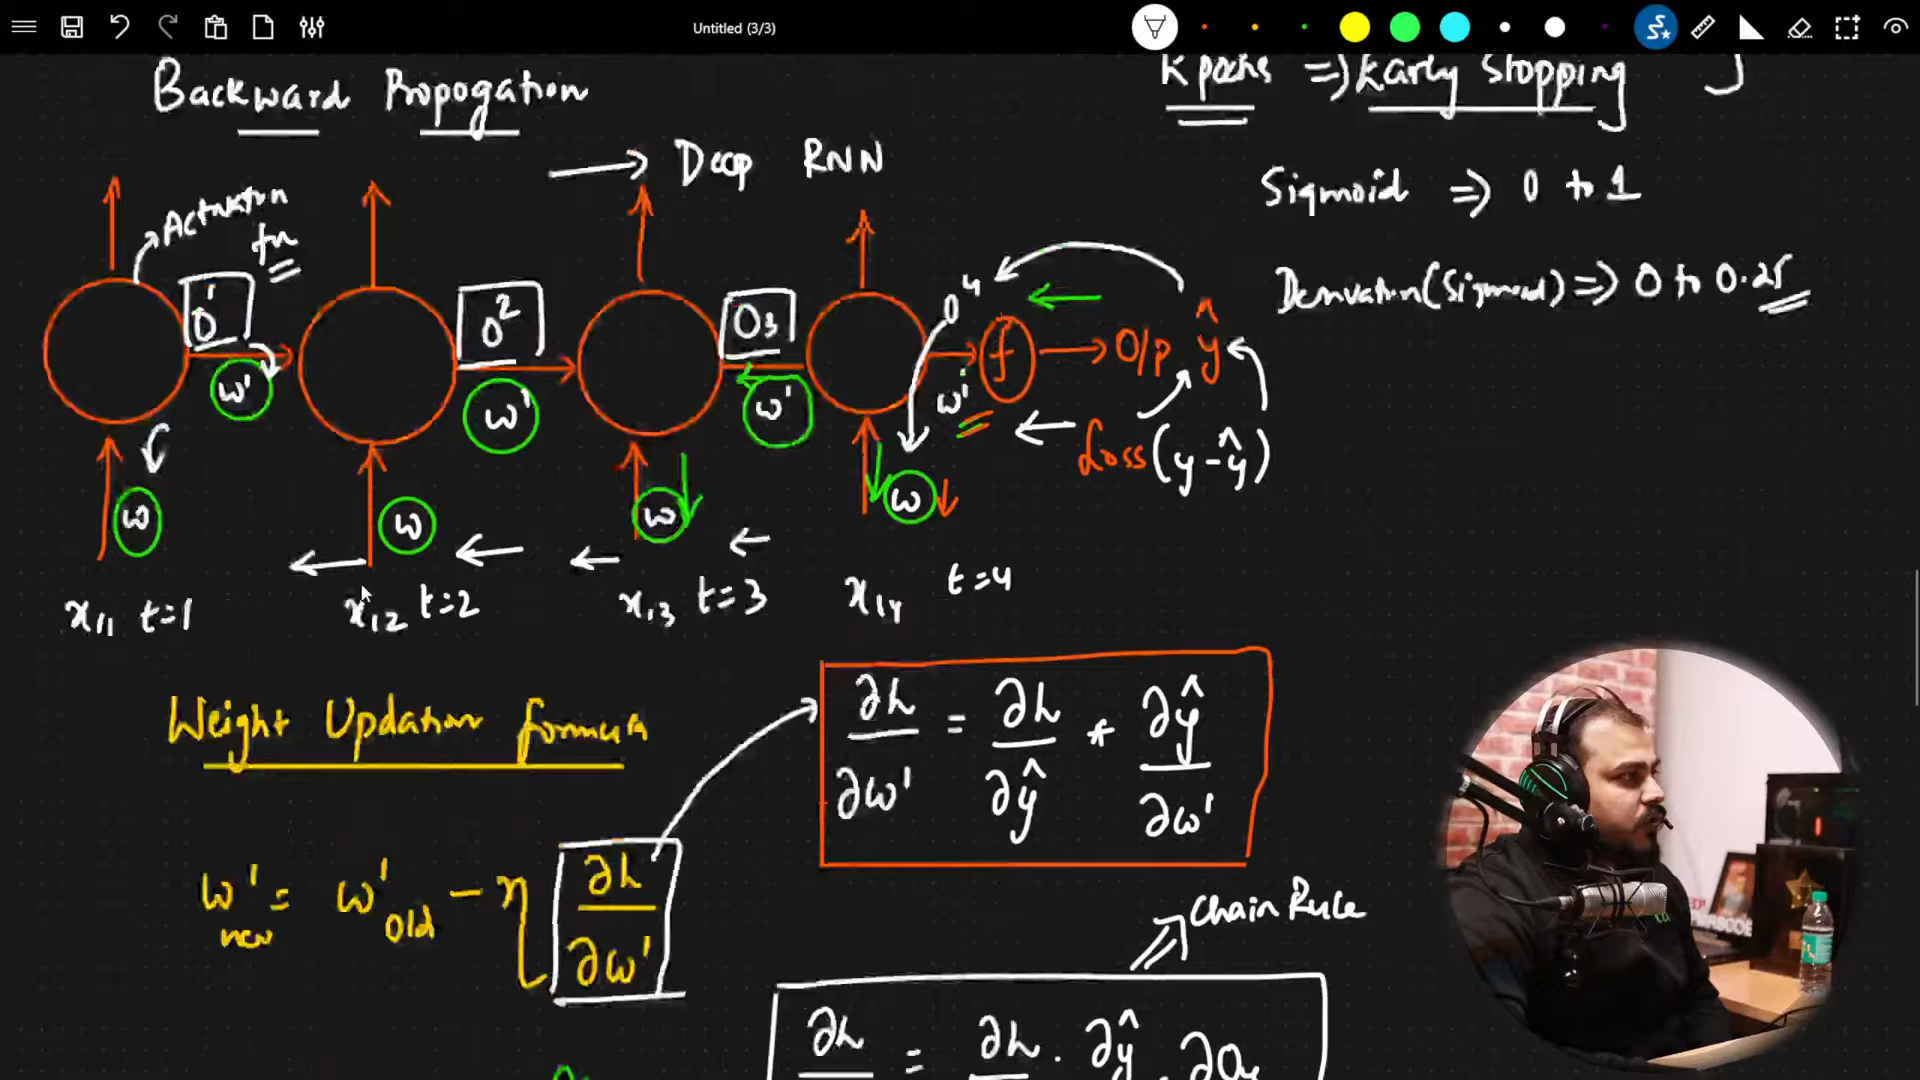 Untitled (3/3)
Backward Propogation
Epochs => Early Stopping
→ Deep RNN
Sigmoid => 0 to 1
Activation fn
Derivation (Sigmoid) => 0 to 0.25
O' O² O3 O⁴
f → O/p ŷ
w' w' w' w'
Loss (y - ŷ)
w w w w
x11 t=1 x12 t=2 x13 t=3 x14 t=4
Weight Updation formula
∂L/∂w' = ∂L/∂ŷ * ∂ŷ/∂w'
w'new = w'old - η ∂L/∂w'
Chain Rule
∂L = ∂L . ∂ŷ . ∂O4